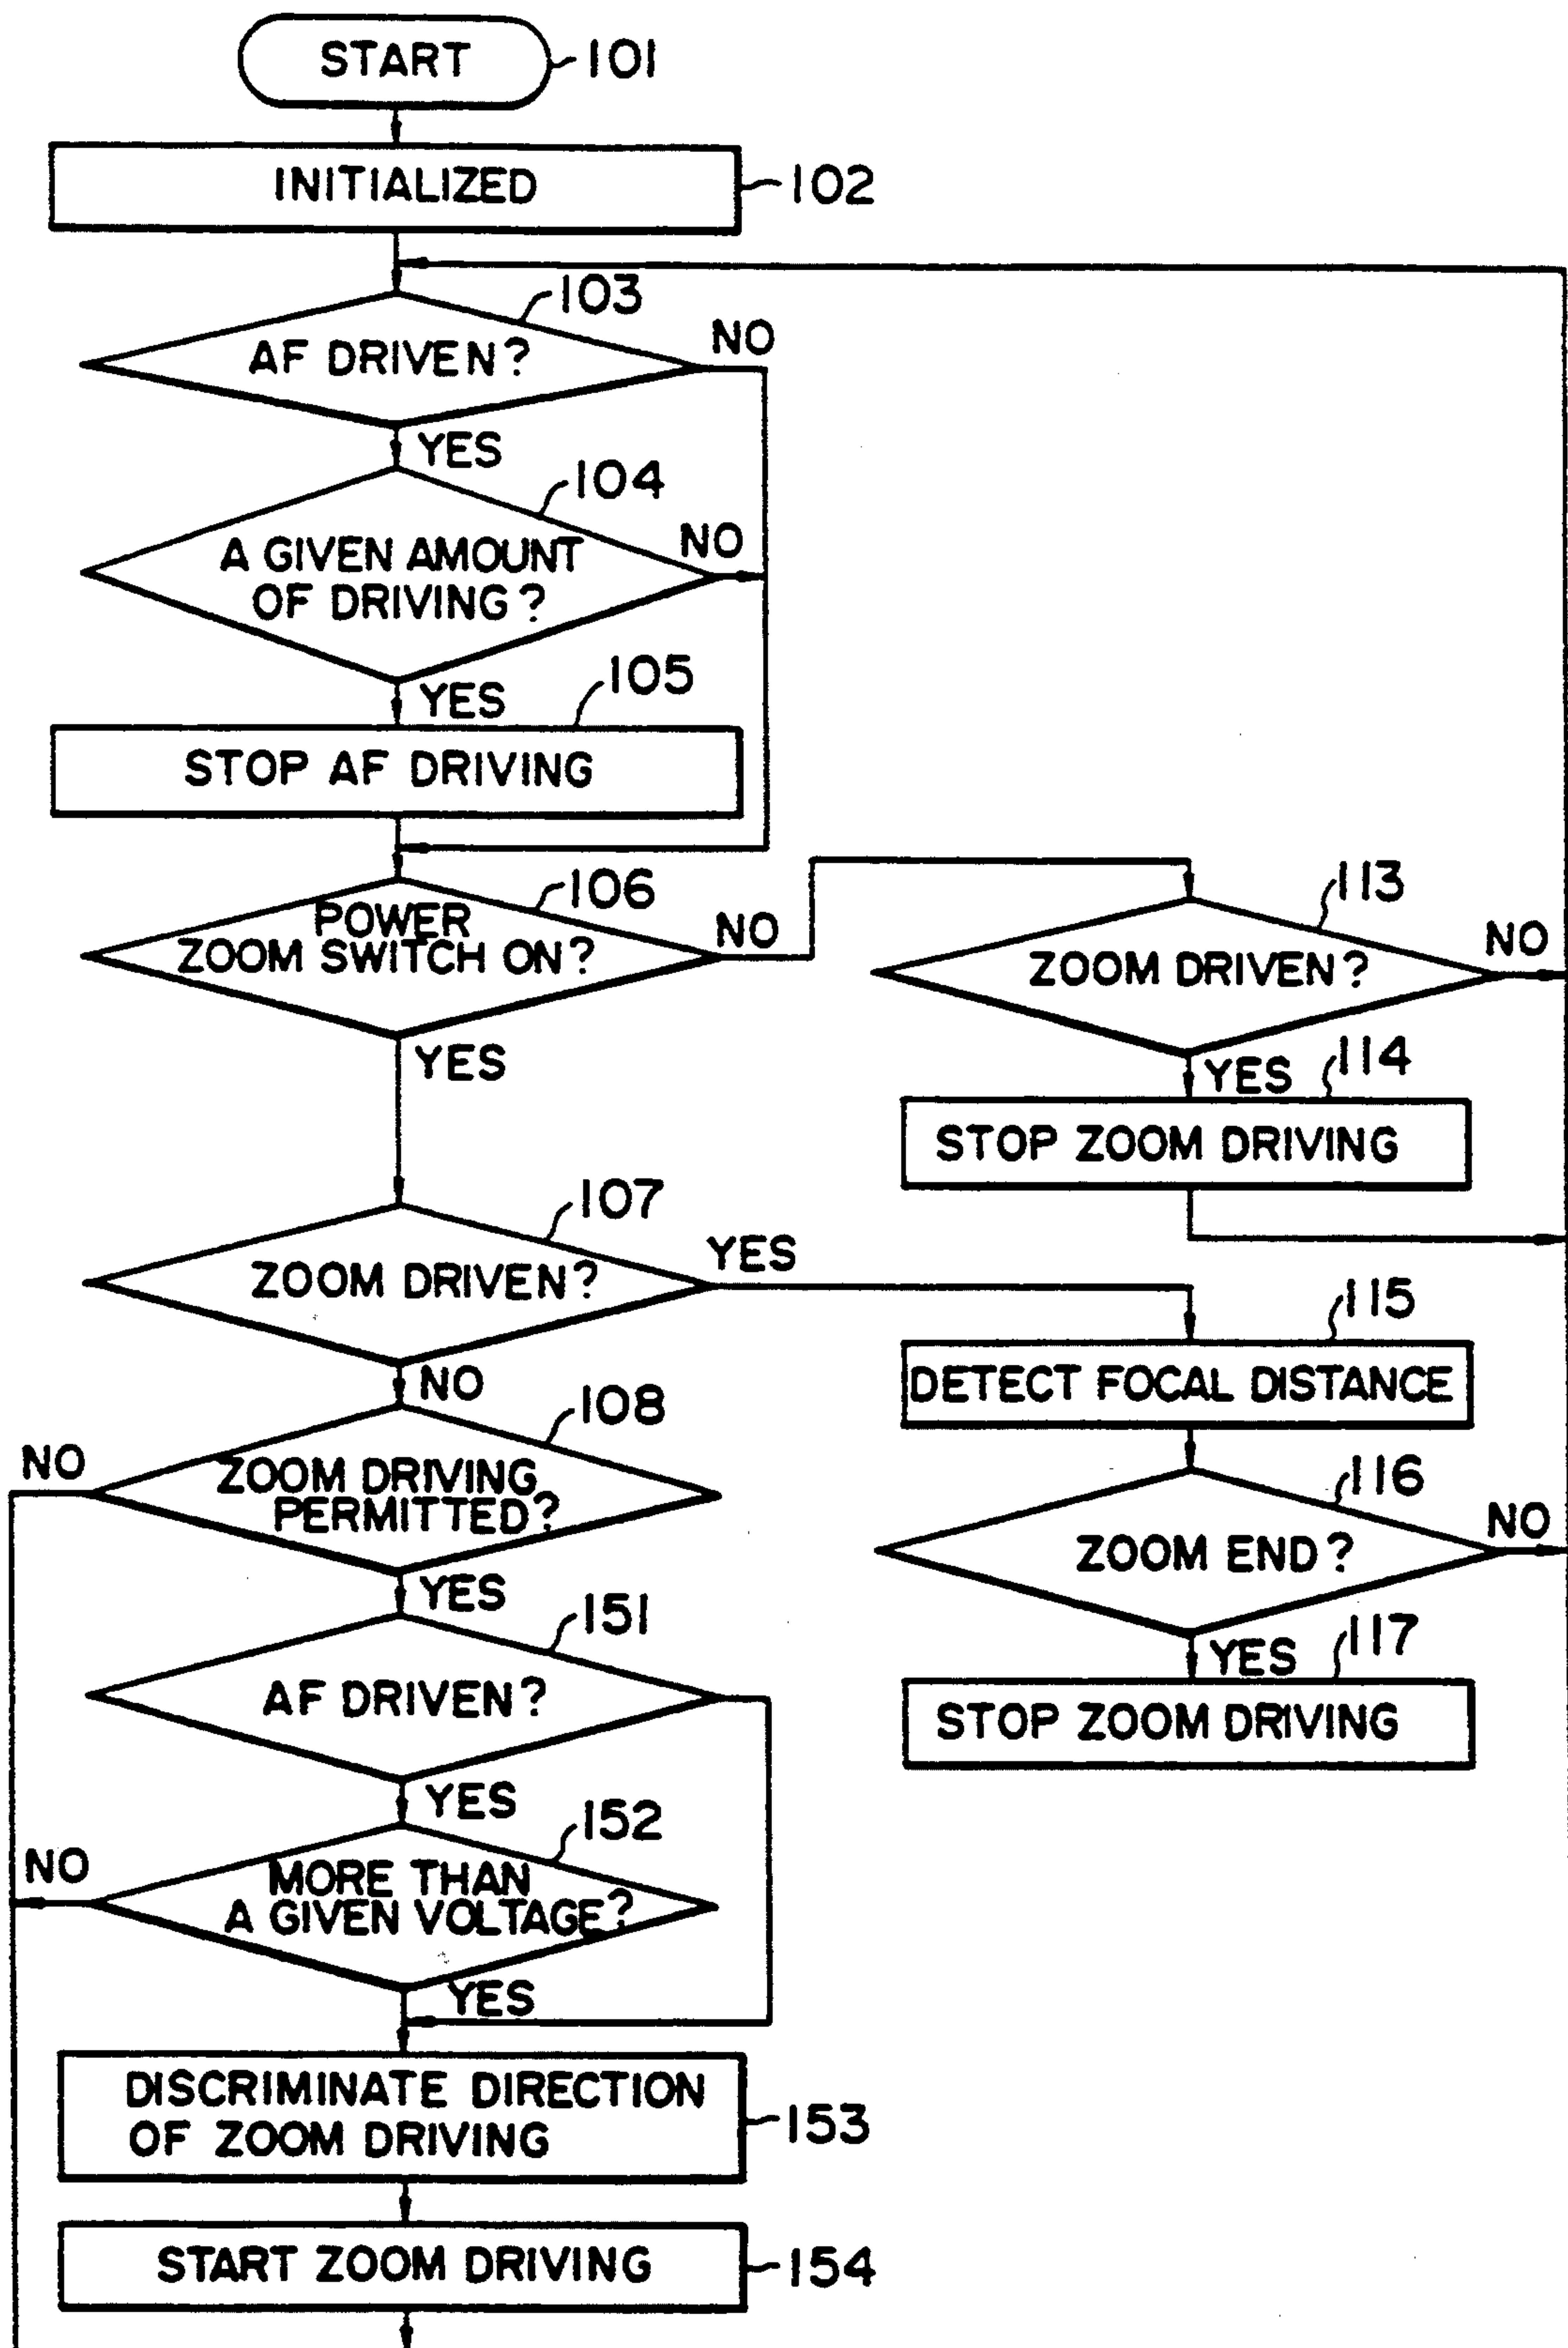 START
101
INITIALIZED
102
103
AF DRIVEN?
NO
YES
104
A GIVEN AMOUNT
OF DRIVING?
NO
YES
105
STOP AF DRIVING
106
POWER
ZOOM SWITCH ON?
NO
YES
113
ZOOM DRIVEN?
NO
YES
114
STOP ZOOM DRIVING
107
ZOOM DRIVEN?
YES
NO
115
DETECT FOCAL DISTANCE
108
ZOOM DRIVING
PERMITTED?
NO
YES
116
ZOOM END?
NO
YES
117
STOP ZOOM DRIVING
151
AF DRIVEN?
YES
152
MORE THAN
A GIVEN VOLTAGE?
NO
YES
DISCRIMINATE DIRECTION
OF ZOOM DRIVING
153
START ZOOM DRIVING
154